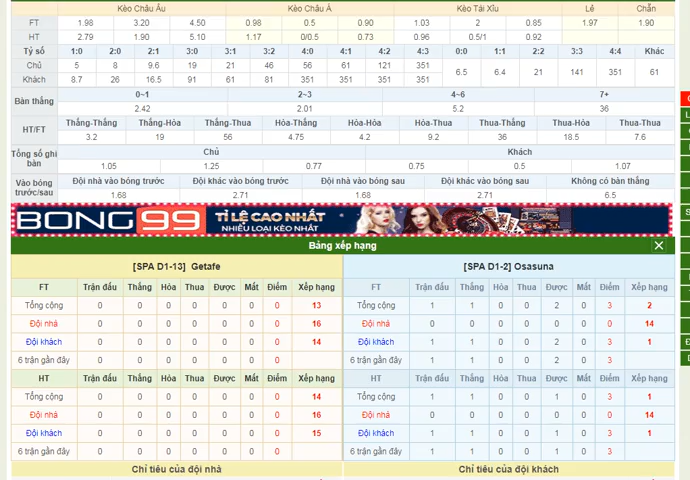 Kèo Châu Âu Kèo Châu Á Kèo Tài Xỉu Lẻ Chẵn
FT 1.98 3.20 4.50 0.98 0.5 0.90 1.03 2 0.85 1.97 1.90
HT 2.79 1.90 5.10 1.17 0/0.5 0.73 0.96 0.5/1 0.92
Tỷ số 1:0 2:0 2:1 3:0 3:1 3:2 4:0 4:1 4:2 4:3 0:0 1:1 2:2 3:3 4:4 Khác
Chủ 5 8 9.6 19 21 46 56 61 121 351 6.5 6.4 21 141 351 61
Khách 8.7 26 16.5 91 61 81 351 351 351 351
Bàn thắng 0~1 2~3 4~6 7+
2.42 2.01 5.2 36
HT/FT Thắng-Thắng Thắng-Hòa Thắng-Thua Hòa-Thắng Hòa-Hòa Hòa-Thua Thua-Thắng Thua-Hòa Thua-Thua
3.2 19 56 4.75 4.2 9.2 36 18.5 7.6
Tổng số ghi bàn Chủ Khách
1.05 1.25 0.77 0.75 0.5 1.07
Vào bóng trước/sau Đội nhà vào bóng trước Đội khác vào bóng trước Đội nhà vào bóng sau Đội khác vào bóng sau Không có bàn thắng
1.68 2.71 1.68 2.71 6.5
BONG99 TỈ LỆ CAO NHẤT
NHIỀU LOẠI KÈO NHẤT
Bảng xếp hạng
[SPA D1-13] Getafe [SPA D1-2] Osasuna
FT Trận đấu Thắng Hòa Thua Được Mất Điểm Xếp hạng FT Trận đấu Thắng Hòa Thua Được Mất Điểm Xếp hạng
Tổng cộng 0 0 0 0 0 0 0 13 Tổng cộng 1 1 0 0 2 0 3 2
Đội nhà 0 0 0 0 0 0 0 16 Đội nhà 0 0 0 0 0 0 0 14
Đội khách 0 0 0 0 0 0 0 14 Đội khách 1 1 0 0 2 0 3 1
6 trận gần đây 0 0 0 0 0 0 0 6 trận gần đây 1 1 0 0 2 0 3
HT Trận đấu Thắng Hòa Thua Được Mất Điểm Xếp hạng HT Trận đấu Thắng Hòa Thua Được Mất Điểm Xếp hạng
Tổng cộng 0 0 0 0 0 0 0 14 Tổng cộng 1 1 0 0 1 0 3 1
Đội nhà 0 0 0 0 0 0 0 16 Đội nhà 0 0 0 0 0 0 0 14
Đội khách 0 0 0 0 0 0 0 15 Đội khách 1 1 0 0 1 0 3 1
6 trận gần đây 0 0 0 0 0 0 0 6 trận gần đây 1 1 0 0 1 0 3
Chỉ tiêu của đội nhà Chỉ tiêu của đội khách